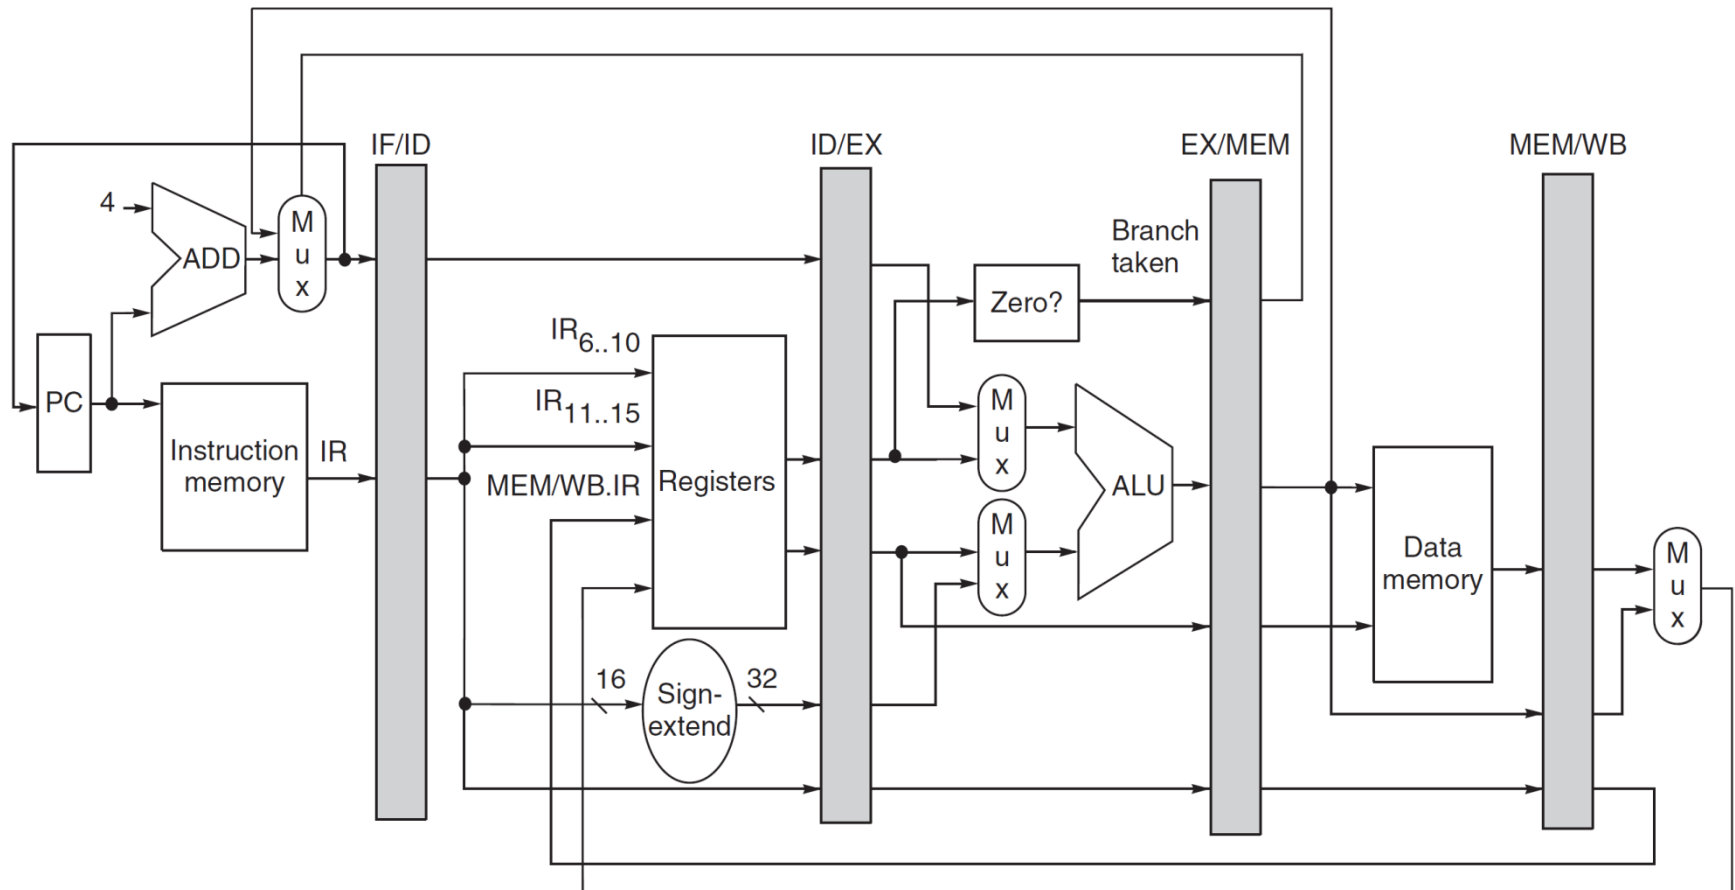 IF/ID
ID/EX
EX/MEM
MEM/WB
4
ADD
M
u
x
Branch
taken
Zero?
IR6..10
PC
Instruction
memory
IR
IR11..15
MEM/WB.IR
Registers
M
u
x
ALU
M
u
x
Data
memory
M
u
x
16
Sign-
extend
32